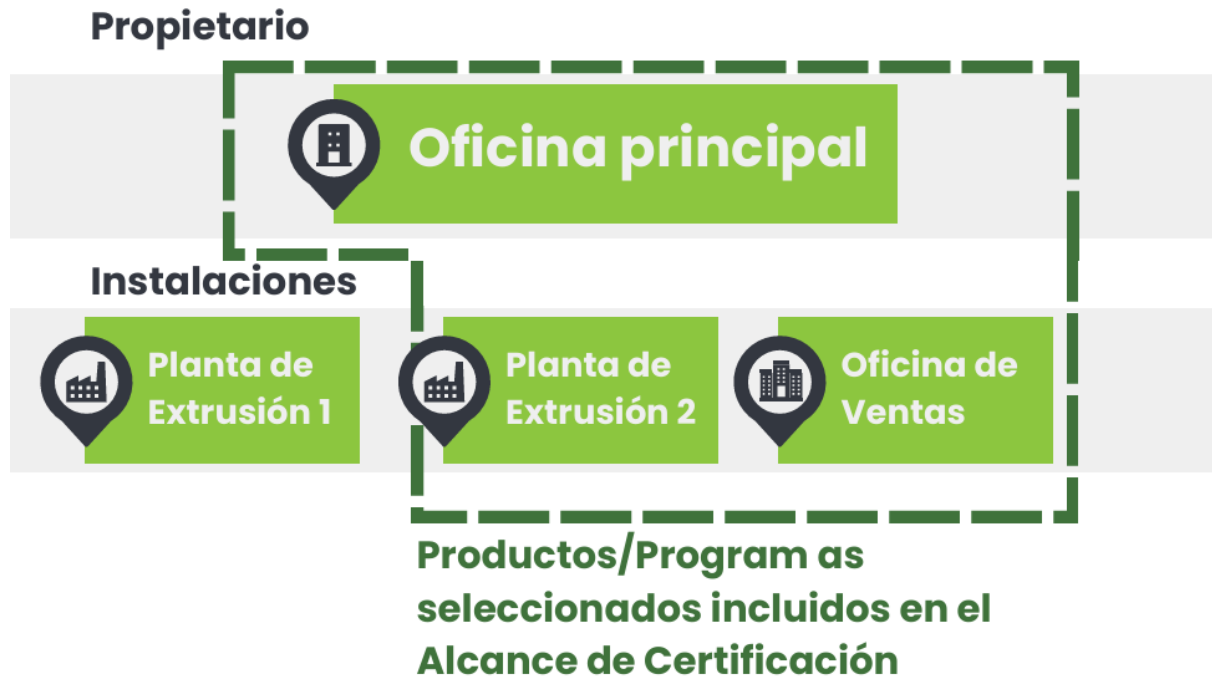 Propietario
Oficina principal
Instalaciones
Planta de
Extrusión 1
Planta de
Extrusión 2
Oficina de
Ventas
Productos/Program as
seleccionados incluidos en el
Alcance de Certificación